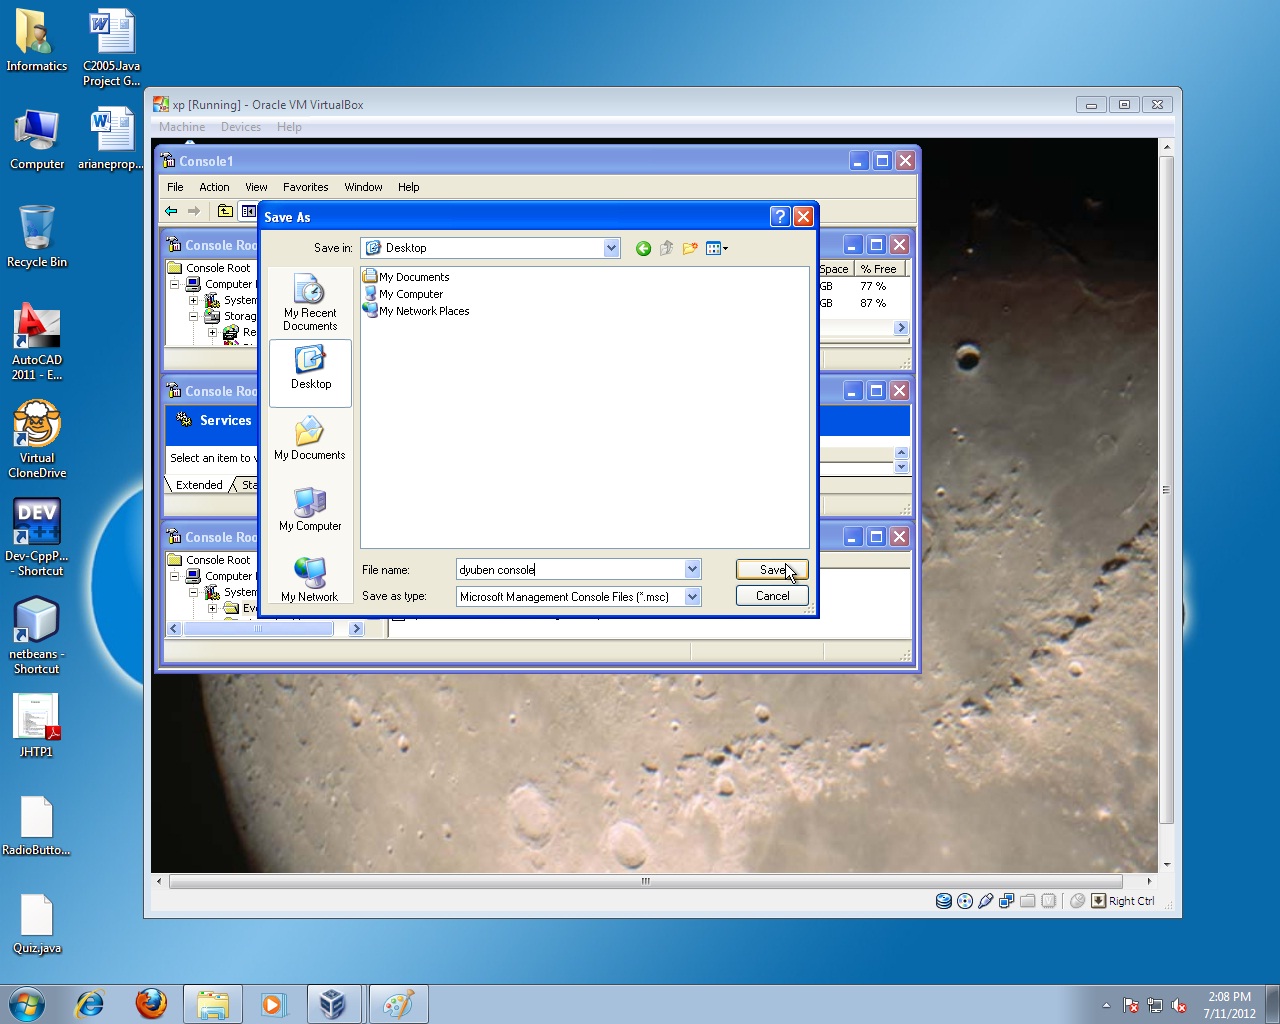 Informatics
C2005.Java
Project G...
Computer
arianeprop...
Recycle Bin
AutoCAD
2011 - E...
Virtual
CloneDrive
DEV
C++
Dev-CppP...
- Shortcut
netbeans -
Shortcut
JHTP1
RadioButto...
Quiz.java
xp [Running] - Oracle VM VirtualBox
Machine Devices Help
Console1
File Action View Favorites Window Help
Save As
Save in: Desktop
My Recent
Documents
Desktop
My Documents
My Computer
My Network
My Documents
My Computer
My Network Places
File name: dyuben console
Save
Save as type: Microsoft Management Console Files (*.msc)
Cancel
Console Roo
Console Root
Computer
System
Storag
Re
Space % Free
GB 77 %
GB 87 %
Console Roo
Services
Select an item to v
Extended Sta
Console Roo
Console Root
Computer
System
Eve
Right Ctrl
2:08 PM
7/11/2012